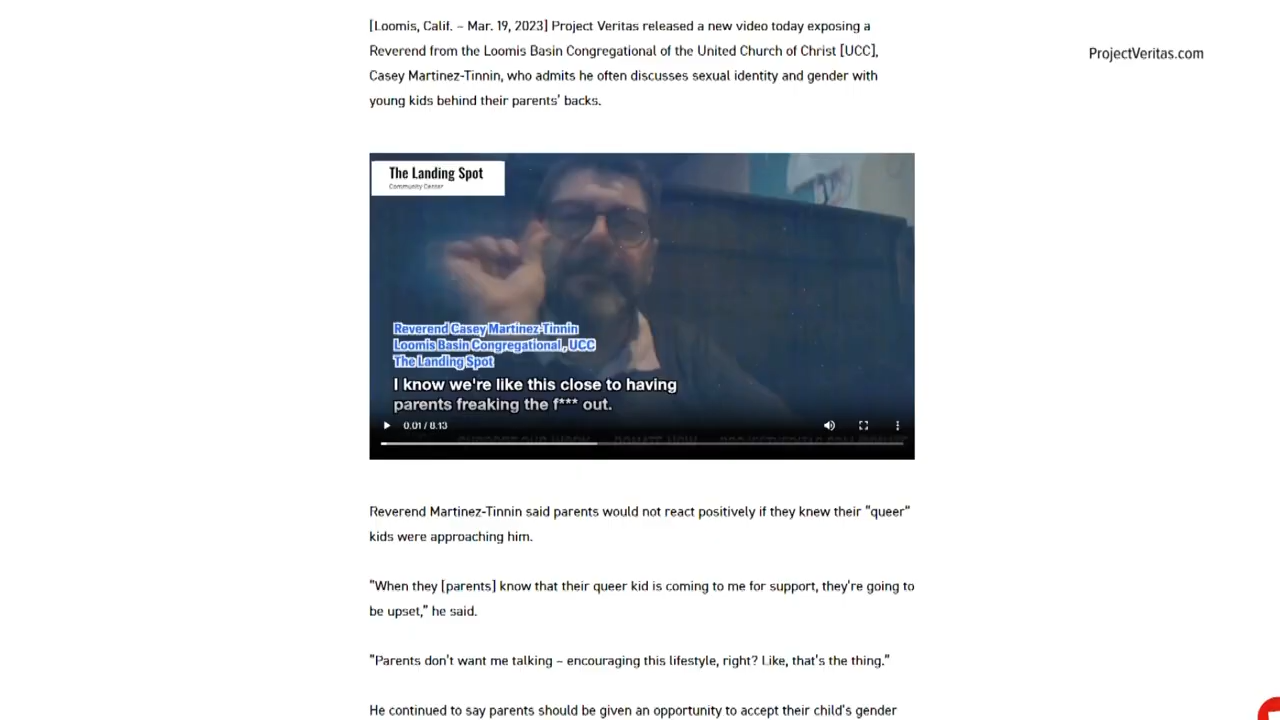 [Loomis, Calif. – Mar. 19, 2023] Project Veritas released a new video today exposing a
Reverend from the Loomis Basin Congregational of the United Church of Christ [UCC],
Casey Martinez-Tinnin, who admits he often discusses sexual identity and gender with
young kids behind their parents' backs.
ProjectVeritas.com
The Landing Spot
Community Center
Reverend Casey Martinez-Tinnin
Loomis Basin Congregational, UCC
The Landing Spot
I know we're like this close to having
parents freaking the f*** out.
0:01 / 8:13
Reverend Martinez-Tinnin said parents would not react positively if they knew their "queer"
kids were approaching him.
"When they [parents] know that their queer kid is coming to me for support, they're going to
be upset," he said.
"Parents don't want me talking – encouraging this lifestyle, right? Like, that's the thing."
He continued to say parents should be given an opportunity to accept their child's gender